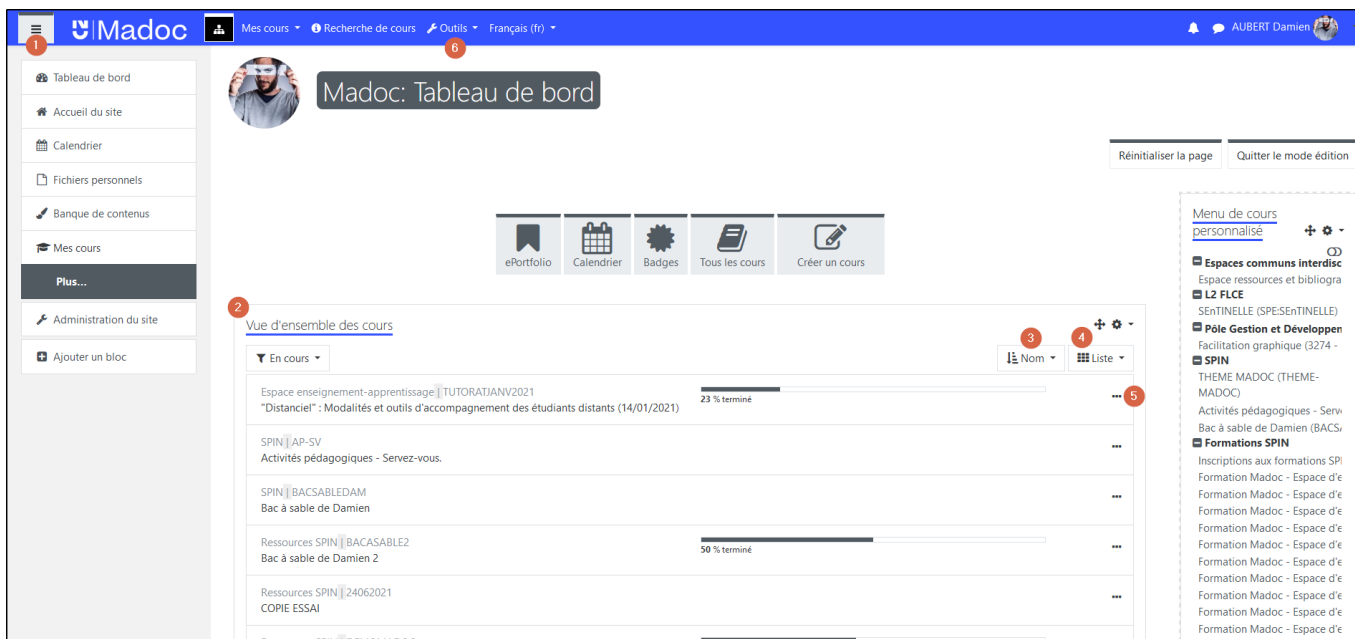 Madoc
Mes cours
Recherche de cours
Outils
Français (fr)
AUBERT Damien
1
6
Tableau de bord
Accueil du site
Calendrier
Fichiers personnels
Banque de contenus
Mes cours
Plus...
Administration du site
Ajouter un bloc
Madoc: Tableau de bord
Réinitialiser la page
Quitter le mode édition
ePortfolio
Calendrier
Badges
Tous les cours
Créer un cours
2
Vue d'ensemble des cours
3
4
En cours
Nom
Liste
Espace enseignement-apprentissage | TUTORATJANV2021
"Distanciel" : Modalités et outils d'accompagnement des étudiants distants (14/01/2021)
23 % terminé
5
SPIN | AP-SV
Activités pédagogiques - Servez-vous.
SPIN | BACSABLEDAM
Bac à sable de Damien
Ressources SPIN | BACASABLE2
Bac à sable de Damien 2
50 % terminé
Ressources SPIN | 24062021
COPIE ESSAI
Menu de cours
personnalisé
Espaces communs interdisc
Espace ressources et bibliogra
L2 FLCE
SEnTINELLE (SPE:SEnTINELLE)
Pôle Gestion et Développen
Facilitation graphique (3274 -
SPIN
THEME MADOC (THEME-
MADOC)
Activités pédagogiques - Serv
Bac à sable de Damien (BACS
Formations SPIN
Inscriptions aux formations SP
Formation Madoc - Espace d'e
Formation Madoc - Espace d'e
Formation Madoc - Espace d'e
Formation Madoc - Espace d'e
Formation Madoc - Espace d'e
Formation Madoc - Espace d'e
Formation Madoc - Espace d'e
Formation Madoc - Espace d'e
Formation Madoc - Espace d'e
Formation Madoc - Espace d'e